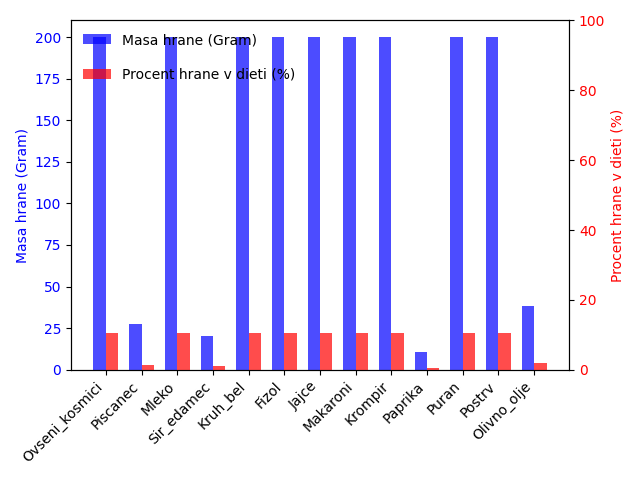 Masa hrane (Gram)
Procent hrane v dieti (%)
Masa hrane (Gram)
200
175
150
125
100
75
50
25
0
100
80
60
40
20
0
Procent hrane v dieti (%)
Ovseni_kosmici
Piscanec
Mleko
Sir_edamec
Kruh_bel
Fizol
Jajce
Makaroni
Krompir
Paprika
Puran
Postrv
Olivno_olje